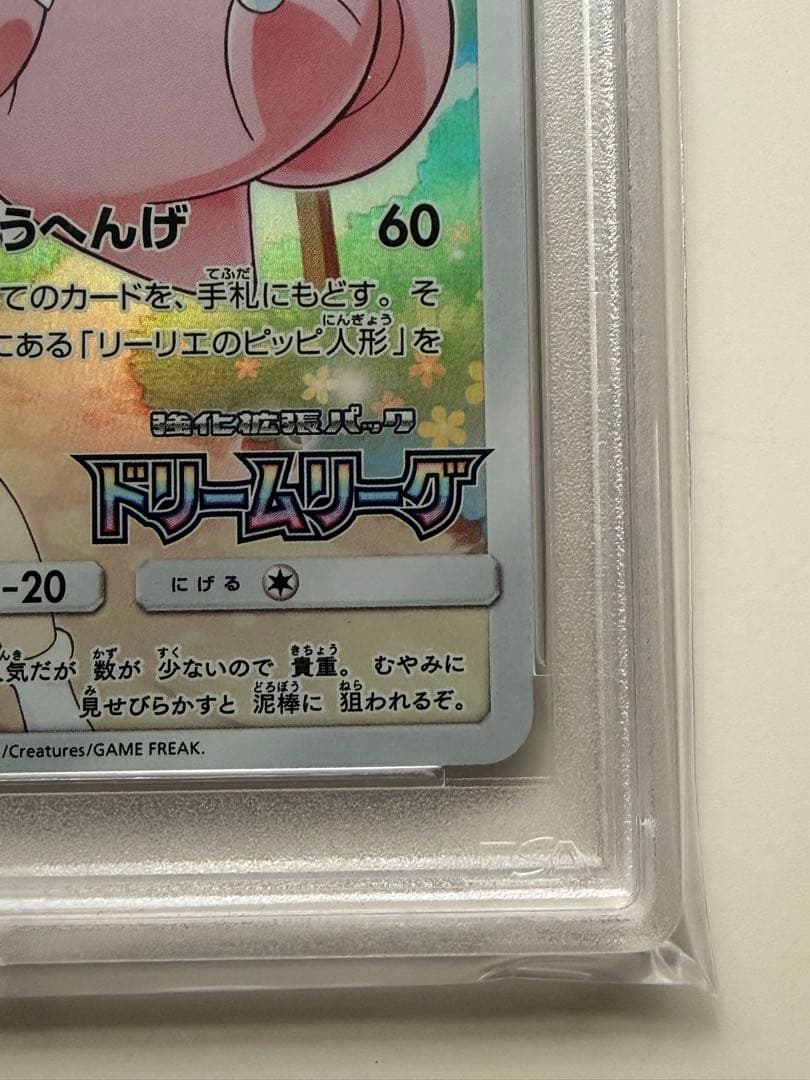 うへんげ 60
てのカードを、手札にもどす。そ
にある「リーリエのピッピ人形」を
強化拡張パック
ドリームリーグ
-20 にげる
気だが 数が 少ないので 貴重。むやみに
見せびらかすと 泥棒に 狙われるぞ。
/Creatures/GAME FREAK.
PSA